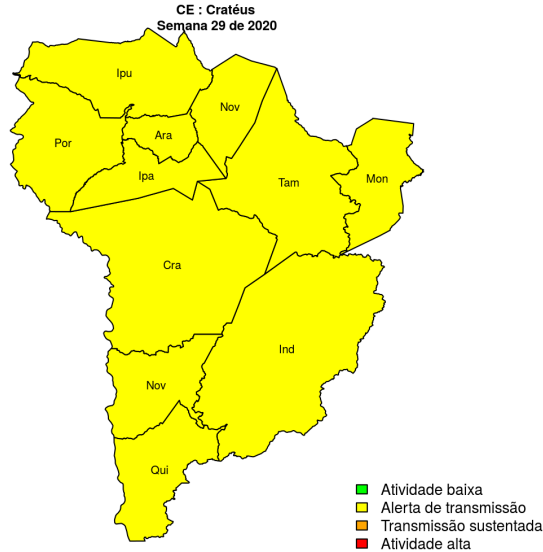 CE : Cratéus
Semana 29 de 2020
Ipu
Nov
Por
Ara
Ipa
Tam
Mon
Cra
Ind
Nov
Qui
Atividade baixa
Alerta de transmissão
Transmissão sustentada
Atividade alta